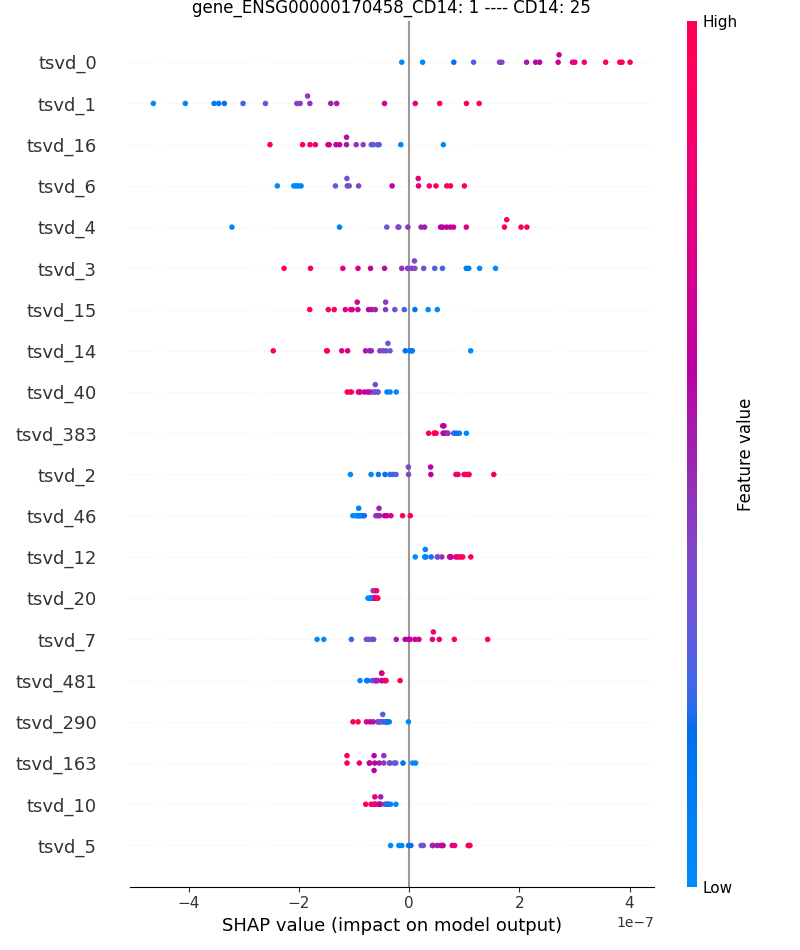 gene_ENSG00000170458_CD14: 1 ---- CD14: 25
High
tsvd_0
tsvd_1
tsvd_16
tsvd_6
tsvd_4
tsvd_3
tsvd_15
tsvd_14
tsvd_40
tsvd_383
tsvd_2
tsvd_46
tsvd_12
tsvd_20
tsvd_7
tsvd_481
tsvd_290
tsvd_163
tsvd_10
tsvd_5
Feature value
Low
−4 −2 0 2 4
1e−7
SHAP value (impact on model output)